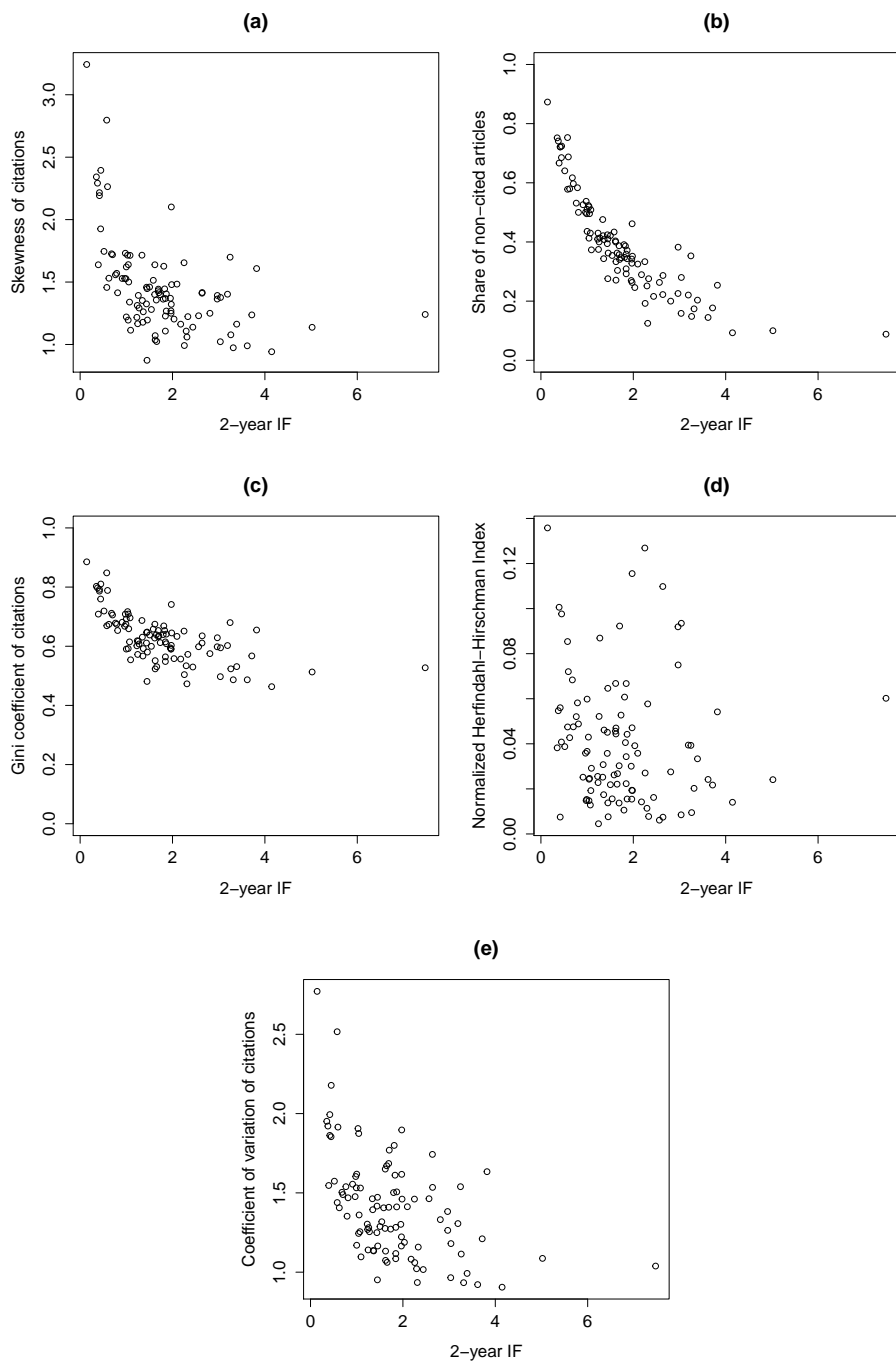 (a)
Skewness of citations
3.0
2.5
2.0
1.5
1.0
0 2 4 6
2−year IF
(b)
Share of non−cited articles
1.0
0.8
0.6
0.4
0.2
0.0
0 2 4 6
2−year IF
(c)
Gini coefficient of citations
1.0
0.8
0.6
0.4
0.2
0.0
0 2 4 6
2−year IF
(d)
Normalized Herfindahl−Hirschman Index
0.12
0.08
0.04
0.00
0 2 4 6
2−year IF
(e)
Coefficient of variation of citations
2.5
2.0
1.5
1.0
0 2 4 6
2−year IF